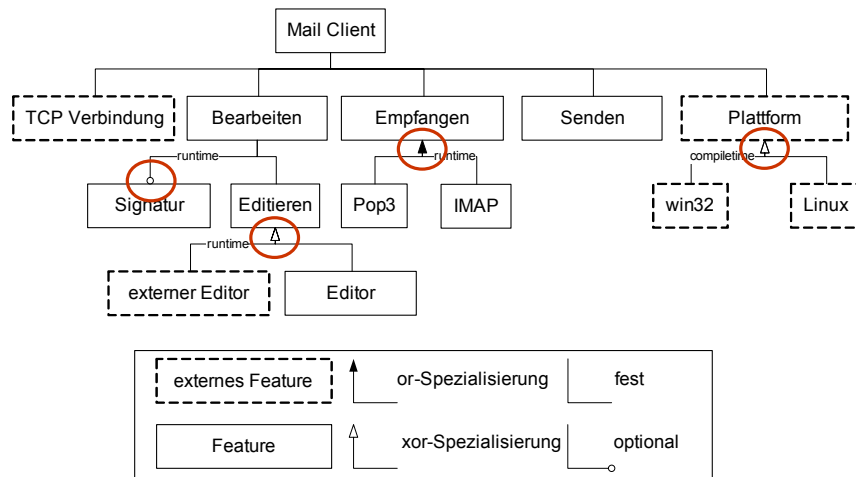 Mail Client
TCP Verbindung
Bearbeiten
Empfangen
Senden
Plattform
runtime
runtime
compiletime
Signatur
Editieren
Pop3
IMAP
win32
Linux
runtime
externer Editor
Editor
externes Feature
or-Spezialisierung
fest
Feature
xor-Spezialisierung
optional